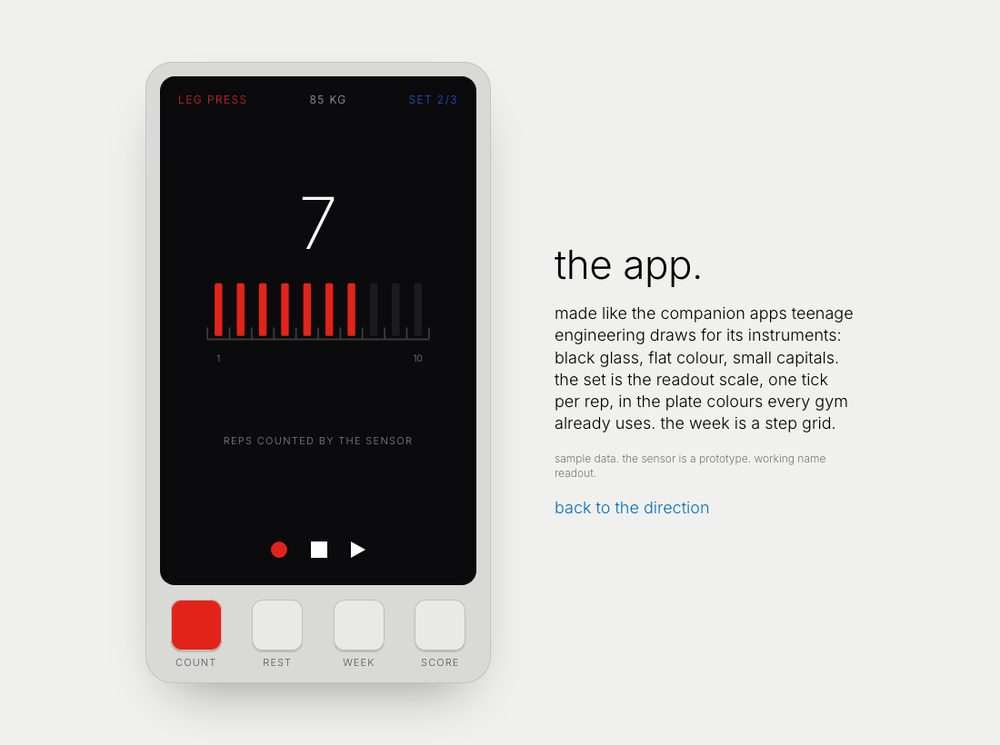 LEG PRESS 85 KG SET 2/3
7
1 10
REPS COUNTED BY THE SENSOR
COUNT REST WEEK SCORE
the app.
made like the companion apps teenage
engineering draws for its instruments:
black glass, flat colour, small capitals.
the set is the readout scale, one tick
per rep, in the plate colours every gym
already uses. the week is a step grid.
sample data. the sensor is a prototype. working name
readout.
back to the direction